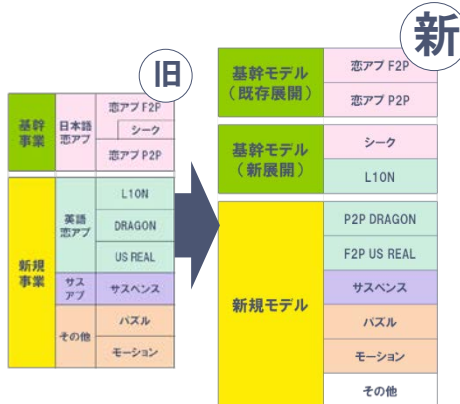 旧
基幹
事業
日本語
恋アプ
恋アプ F2P
シーク
恋アプ P2P
新規
事業
英語
恋アプ
L10N
DRAGON
US REAL
サス
アプ
サスペンス
その他
パズル
モーション
新
基幹モデル
(既存展開)
恋アプ F2P
恋アプ P2P
基幹モデル
(新展開)
シーク
L10N
新規モデル
P2P DRAGON
F2P US REAL
サスペンス
パズル
モーション
その他